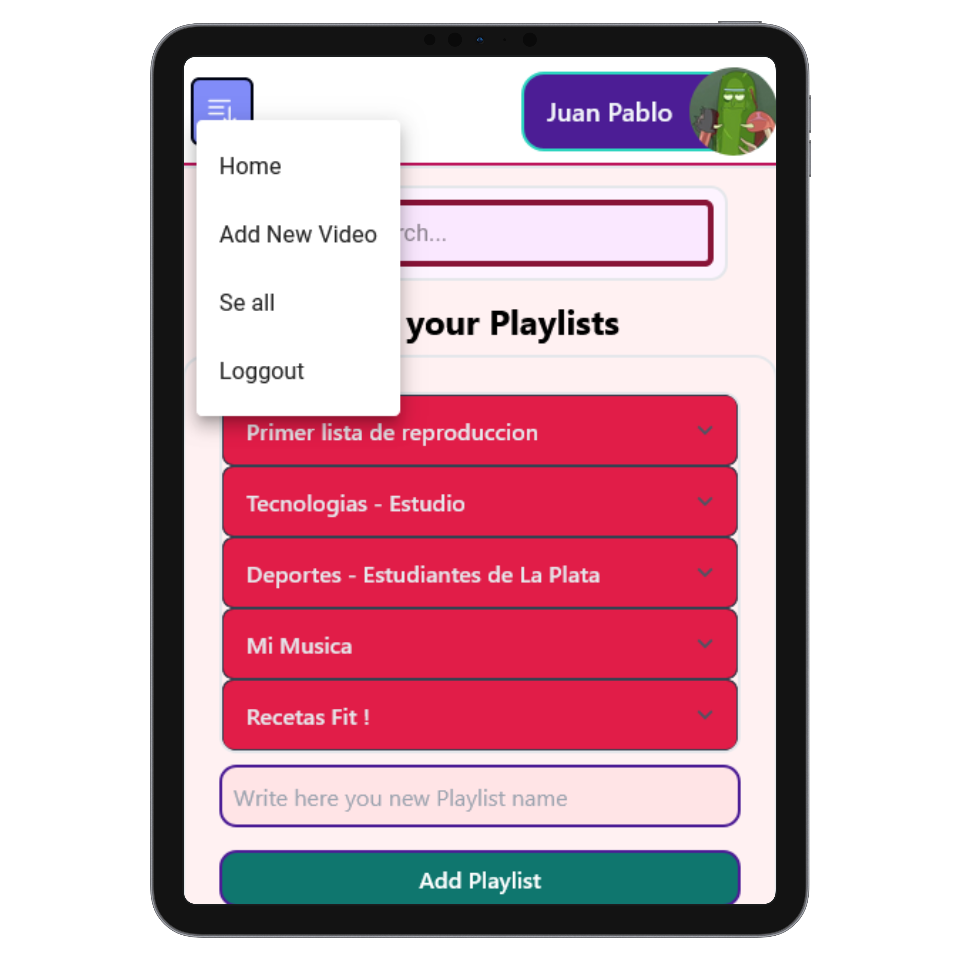 Juan Pablo
Home
Add New Video
Se all
Loggout
rch...
your Playlists
Primer lista de reproduccion
Tecnologias - Estudio
Deportes - Estudiantes de La Plata
Mi Musica
Recetas Fit !
Write here you new Playlist name
Add Playlist